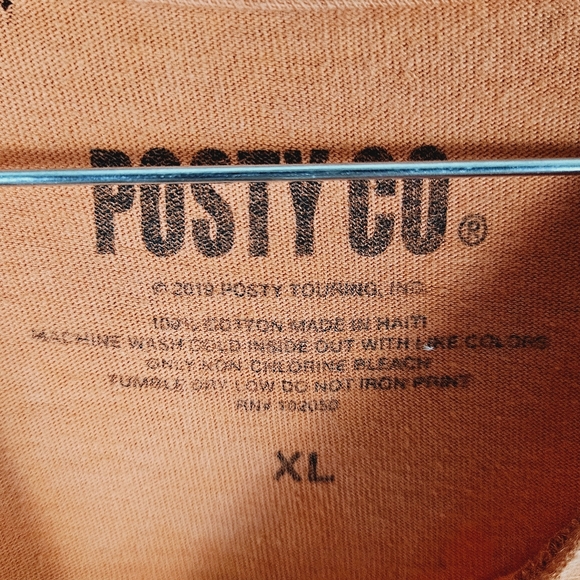 POSTY CO®
© 2019 POSTY TOURING, INC.
100% COTTON MADE IN HAITI
MACHINE WASH COLD INSIDE OUT WITH LIKE COLORS
ONLY NON CHLORINE BLEACH
TUMBLE DRY LOW DO NOT IRON PRINT
RN# 102050
XL